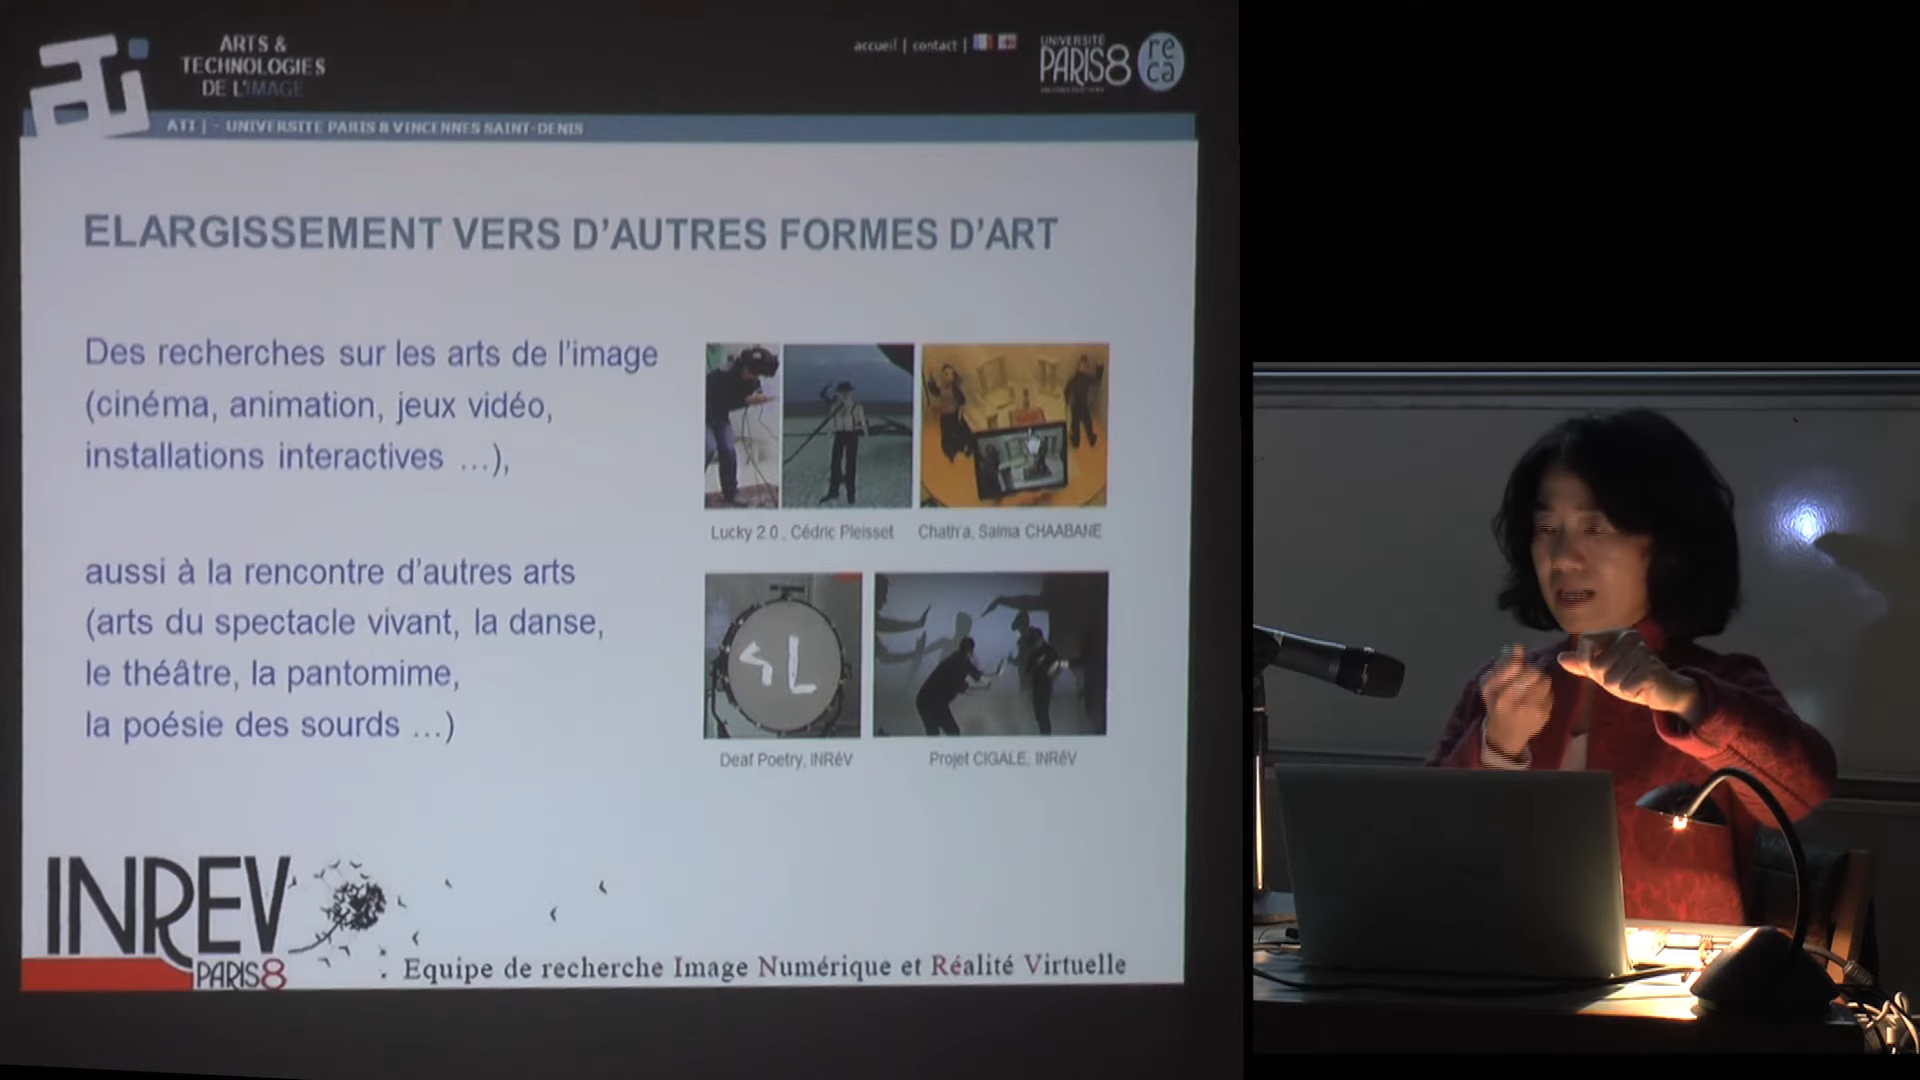 ARTS &
TECHNOLOGIES
DE L'IMAGE
accueil | contact |
UNIVERSITÉ
PARIS8
re
ca
ATI | - UNIVERSITE PARIS 8 VINCENNES SAINT-DENIS
ELARGISSEMENT VERS D'AUTRES FORMES D'ART
Des recherches sur les arts de l'image
(cinéma, animation, jeux vidéo,
installations interactives ...),
Lucky 2.0, Cédric Pleisset
Chath'a, Saima CHAABANE
aussi à la rencontre d'autres arts
(arts du spectacle vivant, la danse,
le théâtre, la pantomime,
la poésie des sourds ...)
Deaf Poetry, INRéV
Projet CIGALE, INRéV
INREV
PARIS8
Equipe de recherche Image Numérique et Réalité Virtuelle